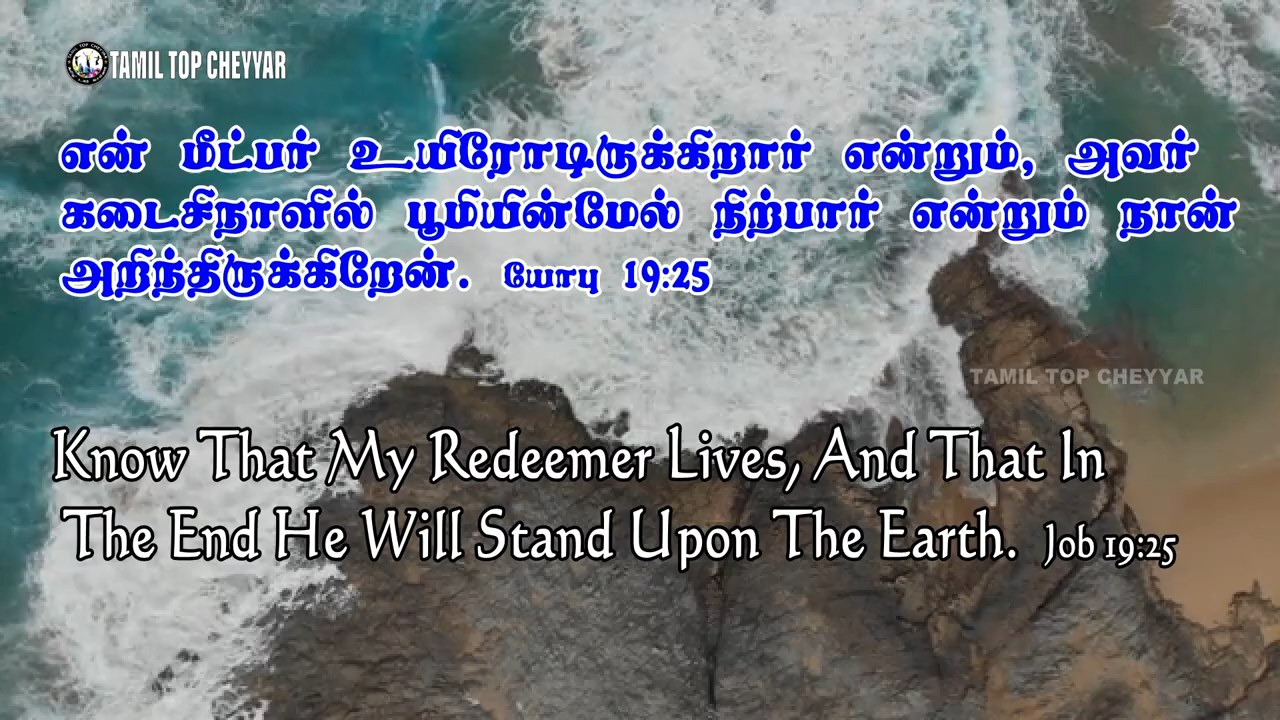 TAMIL TOP CHEYYAR
என் மீட்பர் உயிரோடிருக்கிறார் என்றும், அவர்
கடைசிநாளில் பூமியின்மேல் நிற்பார் என்றும் நான்
அறிந்திருக்கிறேன். யோபு 19:25
TAMIL TOP CHEYYAR
Know That My Redeemer Lives, And That In
The End He Will Stand Upon The Earth. Job 19:25